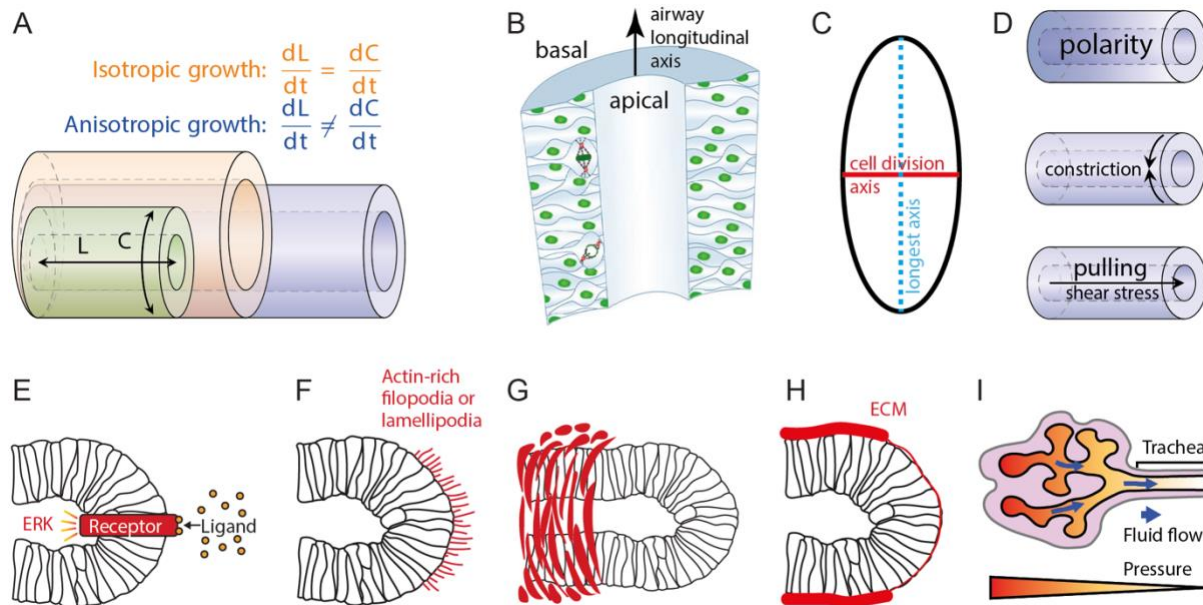 A
Isotropic growth: dL/dt = dC/dt
Anisotropic growth: dL/dt ≠ dC/dt
L
C
B
basal
airway
longitudinal
axis
apical
C
cell division
axis
longest axis
D
polarity
constriction
pulling
shear stress
E
ERK
Receptor
Ligand
F
Actin-rich
filopodia or
lamellipodia
G
H
ECM
I
Trachea
Fluid flow
Pressure